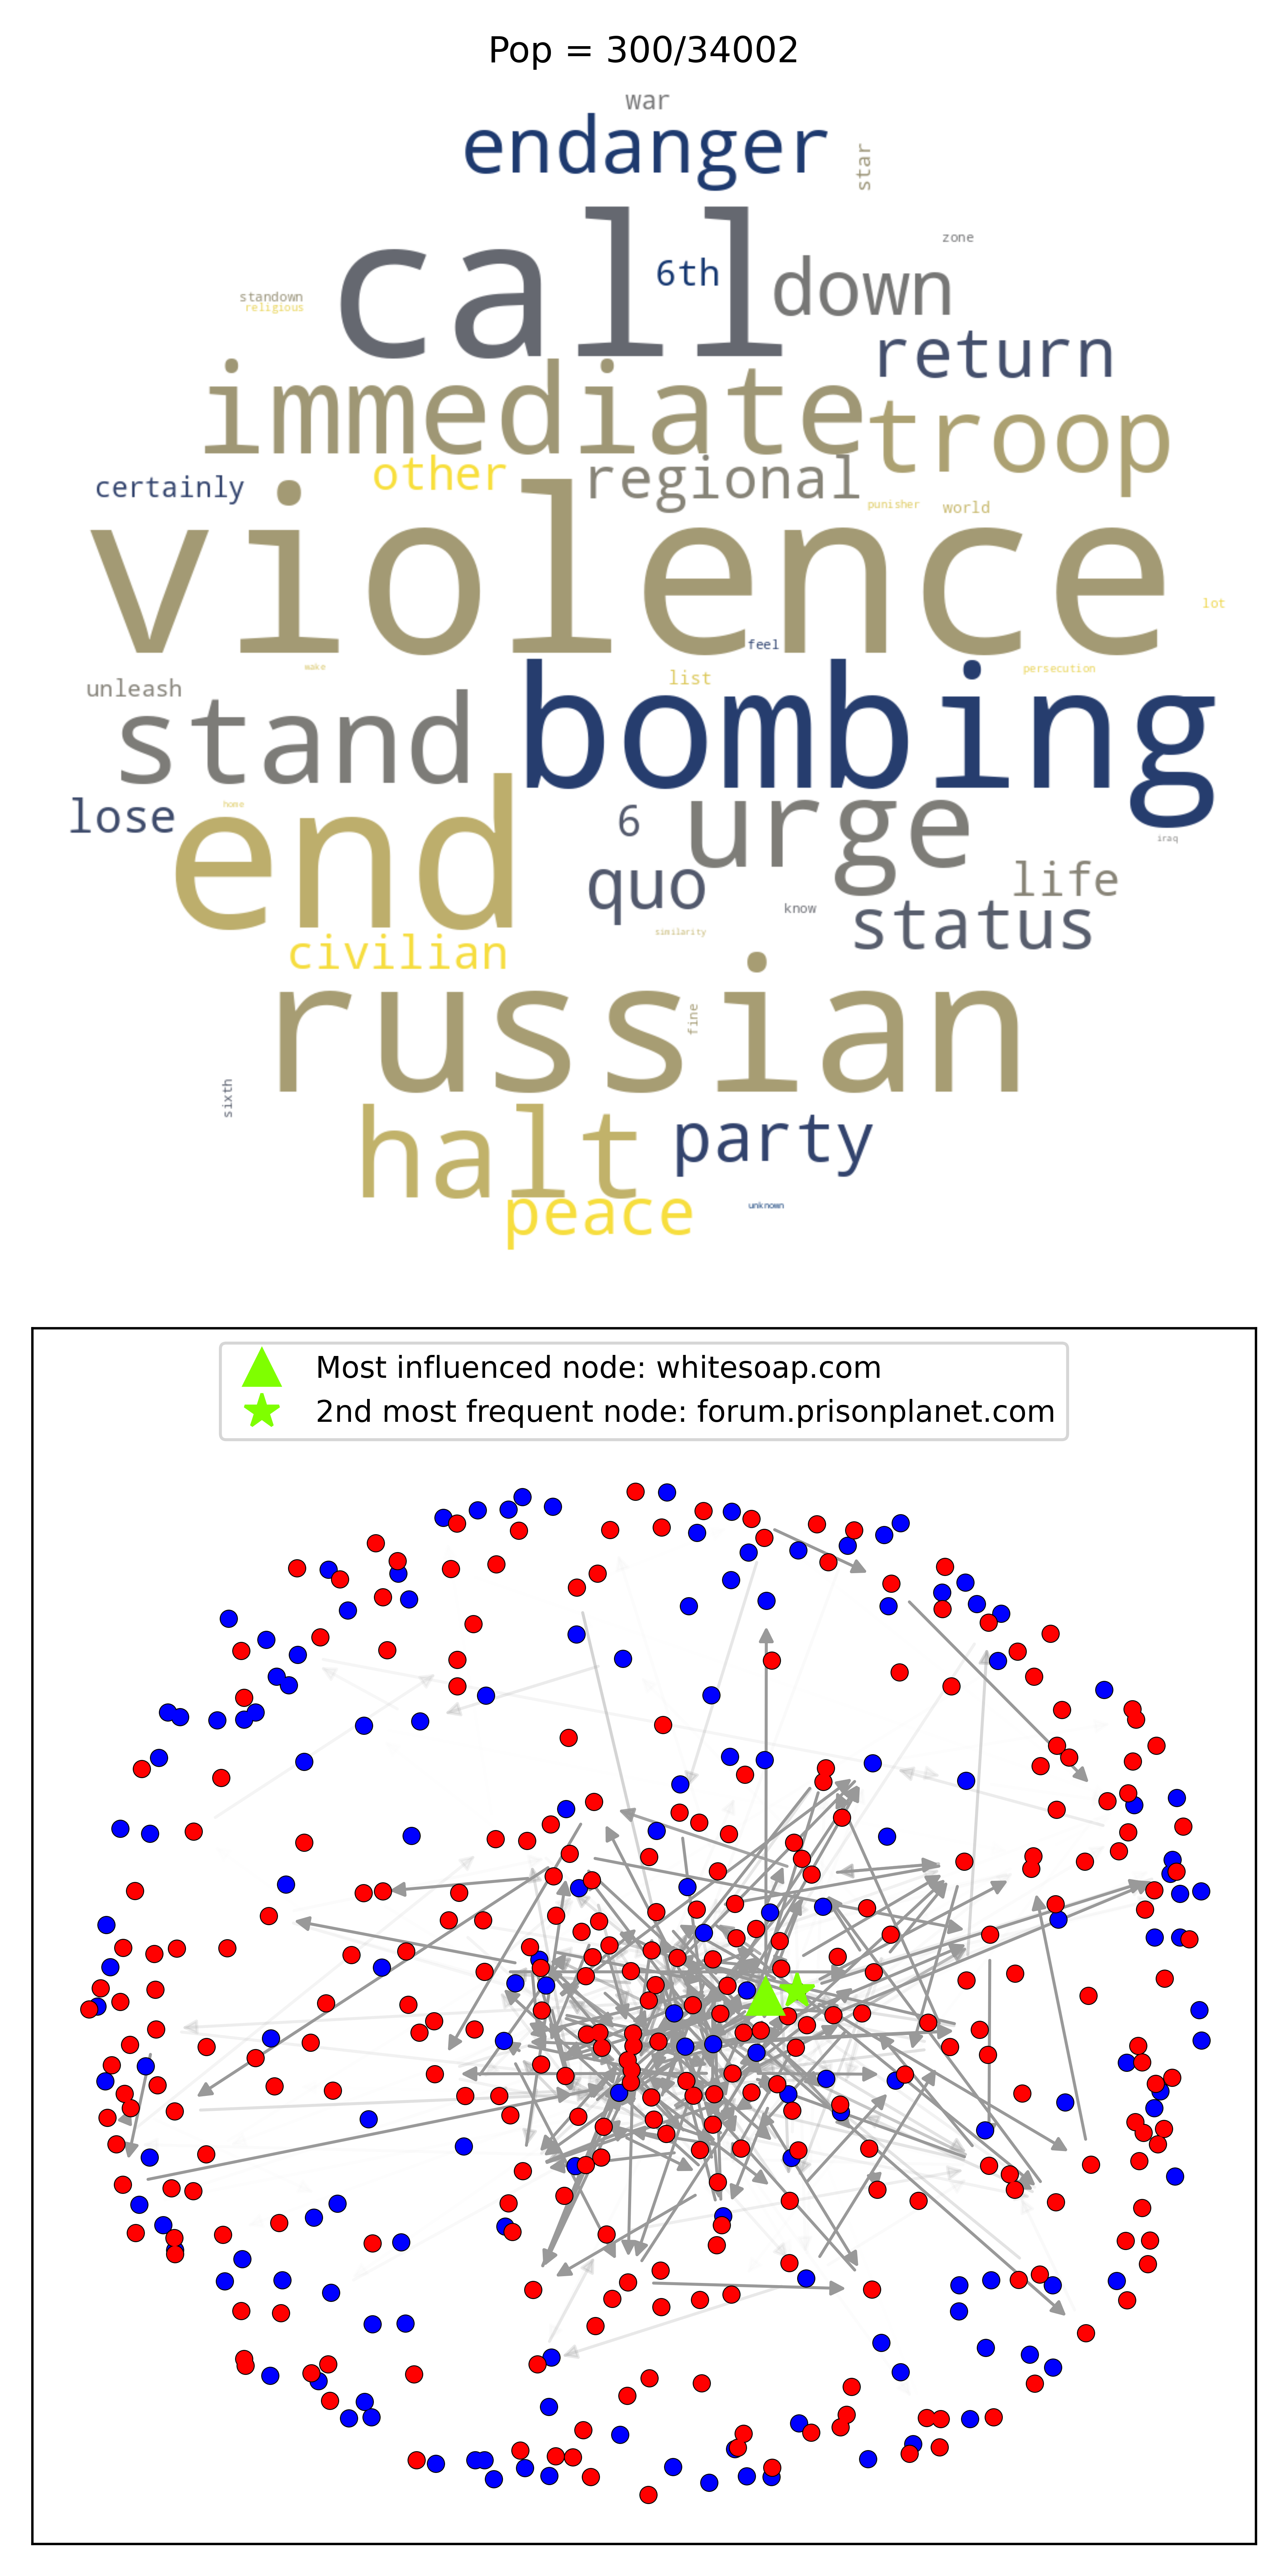 Pop = 300/34002
war
endanger
star
call
6th
down
zone
standown
religious
return
immediate
troop
other
regional
certainly
punisher
world
violence
lot
feel
make
list
persecution
unleash
stand
bombing
home
lose
end
6
urge
iraq
quo
life
know
status
similarity
civilian
russian
fine
sixth
halt
party
peace
unknown
Most influenced node: whitesoap.com
2nd most frequent node: forum.prisonplanet.com